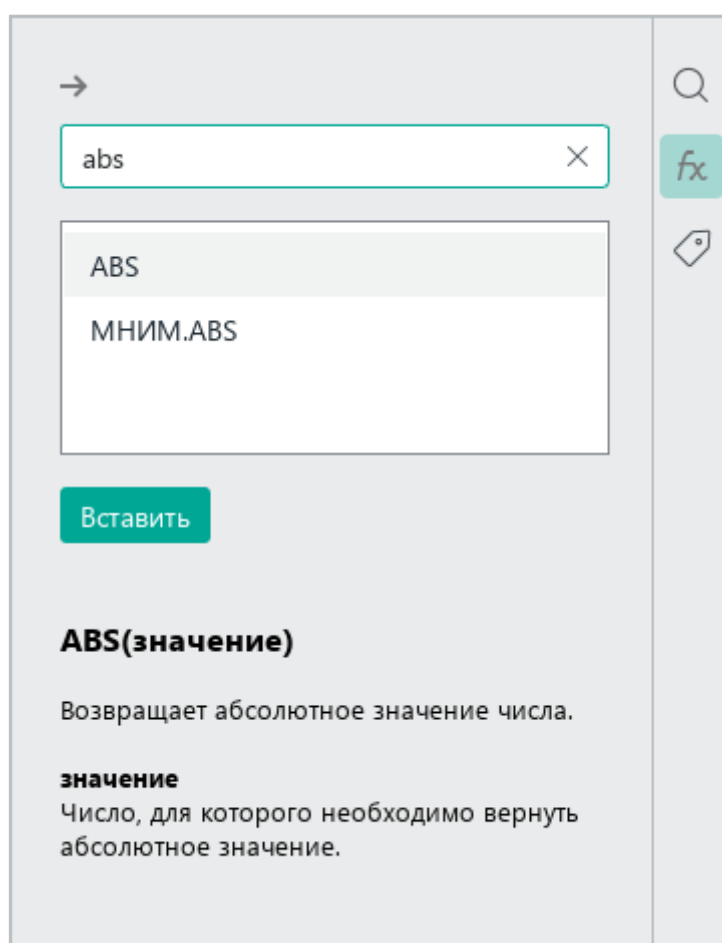 abs
ABS
МНИМ.ABS
Вставить
ABS(значение)
Возвращает абсолютное значение числа.
значение
Число, для которого необходимо вернуть
абсолютное значение.
fx